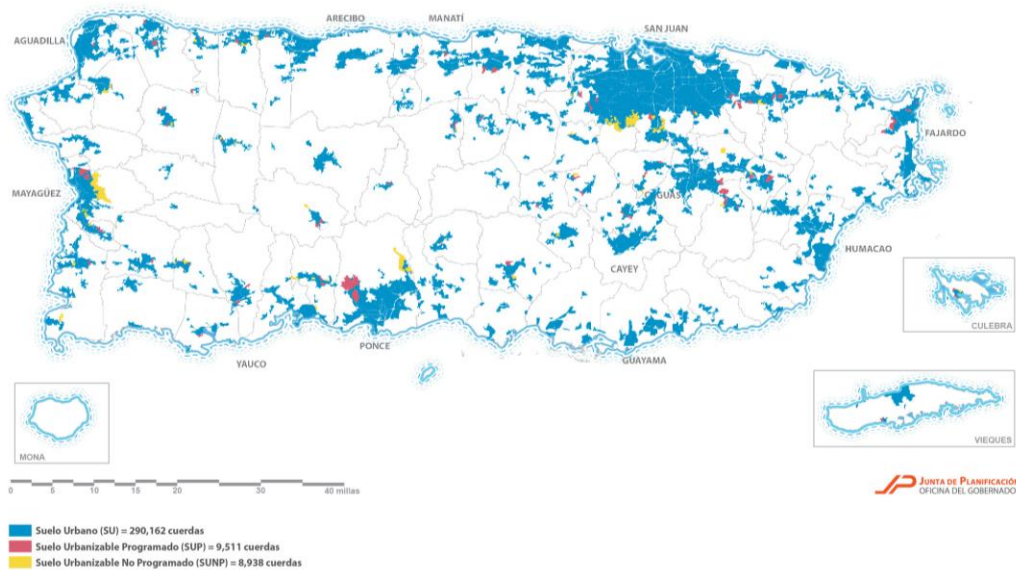 ARECIBO
MANATÍ
SAN JUAN
AGUADILLA
FAJARDO
MAYAGÜEZ
CAGUAS
HUMACAO
CAYEY
CULEBRA
PONCE
YAUCO
GUAYAMA
MONA
VIEQUES
0 5 10 20 30 40 millas
JP JUNTA DE PLANIFICACIÓN
OFICINA DEL GOBERNADO
Suelo Urbano (SU) = 290,162 cuerdas
Suelo Urbanizable Programado (SUP) = 9,511 cuerdas
Suelo Urbanizable No Programado (SUNP) = 8,938 cuerdas